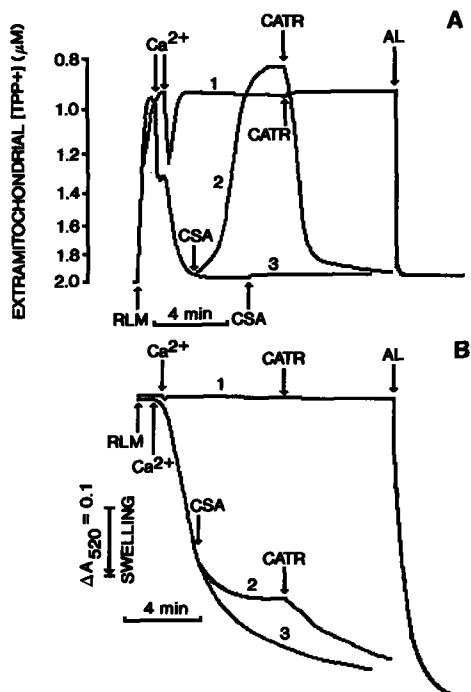 A
EXTRAMITOCHONDRIAL [TPP+] (µM)
0.8
1.0
1.2
1.4
1.6
1.8
2.0
Ca2+
CATR
AL
1
CATR
2
CSA
3
RLM
4 min
CSA
B
Ca2+
CATR
AL
1
RLM
Ca2+
ΔA520 = 0.1
SWELLING
CSA
CATR
2
3
4 min